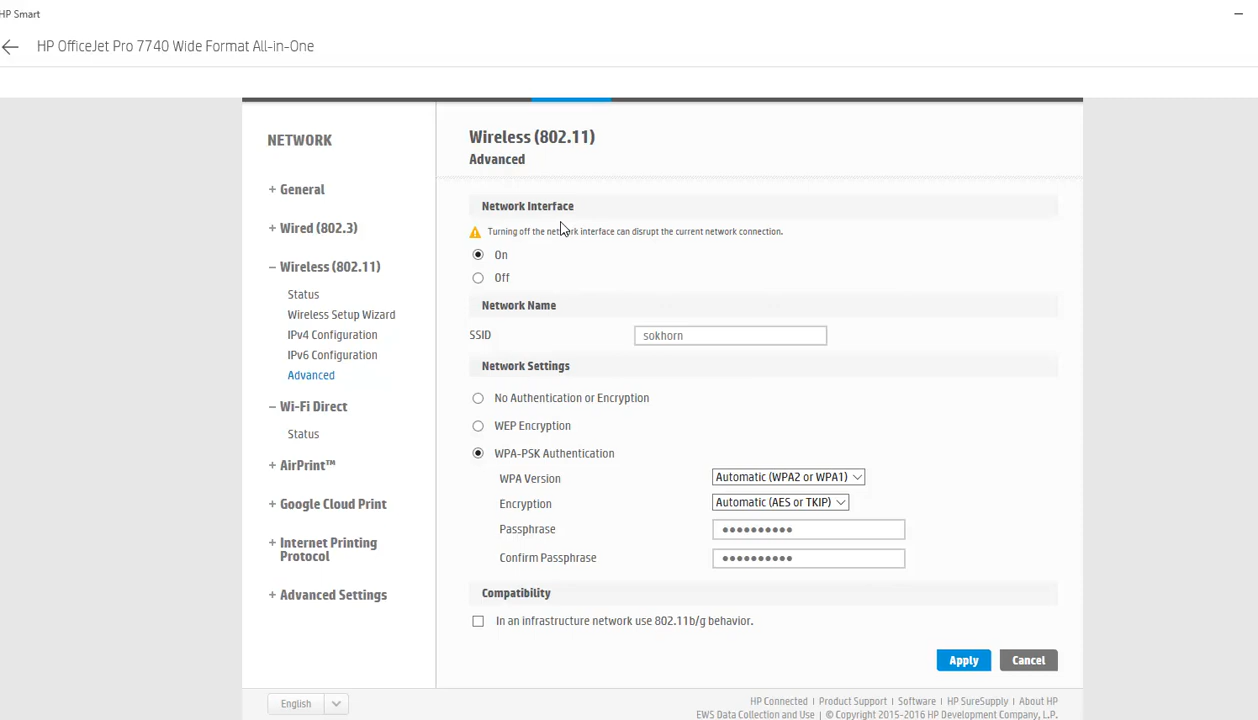 HP Smart
HP OfficeJet Pro 7740 Wide Format All-in-One
NETWORK
+ General
+ Wired (802.3)
– Wireless (802.11)
Status
Wireless Setup Wizard
IPv4 Configuration
IPv6 Configuration
Advanced
– Wi-Fi Direct
Status
+ AirPrint™
+ Google Cloud Print
+ Internet Printing
Protocol
+ Advanced Settings
Wireless (802.11)
Advanced
Network Interface
Turning off the network interface can disrupt the current network connection.
On
Off
Network Name
SSID sokhorn
Network Settings
No Authentication or Encryption
WEP Encryption
WPA-PSK Authentication
WPA Version Automatic (WPA2 or WPA1)
Encryption Automatic (AES or TKIP)
Passphrase ••••••••••
Confirm Passphrase ••••••••••
Compatibility
In an infrastructure network use 802.11b/g behavior.
Apply Cancel
English
HP Connected | Product Support | Software | HP SureSupply | About HP
EWS Data Collection and Use | © Copyright 2015-2016 HP Development Company, L.P.